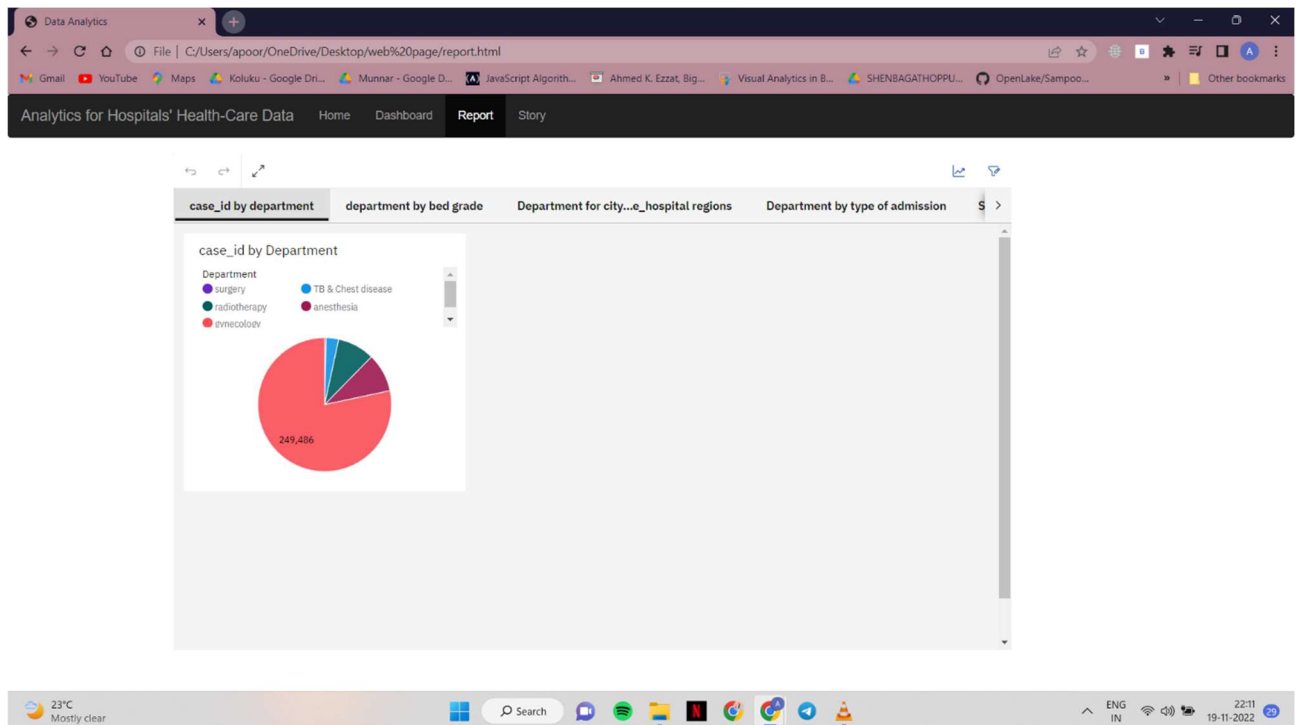 Data Analytics
File | C:/Users/apoor/OneDrive/Desktop/web%20page/report.html
Gmail YouTube Maps Koluku - Google Dri... Munnar - Google D... JavaScript Algorith... Ahmed K. Ezzat, Big... Visual Analytics in B... SHENBAGATHOPPU... OpenLake/Sampoo... » Other bookmarks
Analytics for Hospitals' Health-Care Data Home Dashboard Report Story
case_id by department department by bed grade Department for city...e_hospital regions Department by type of admission S
case_id by Department
Department
surgery TB & Chest disease
radiotherapy anesthesia
gynecology
249,486
23°C
Mostly clear
Search
ENG
IN
22:11
19-11-2022
29